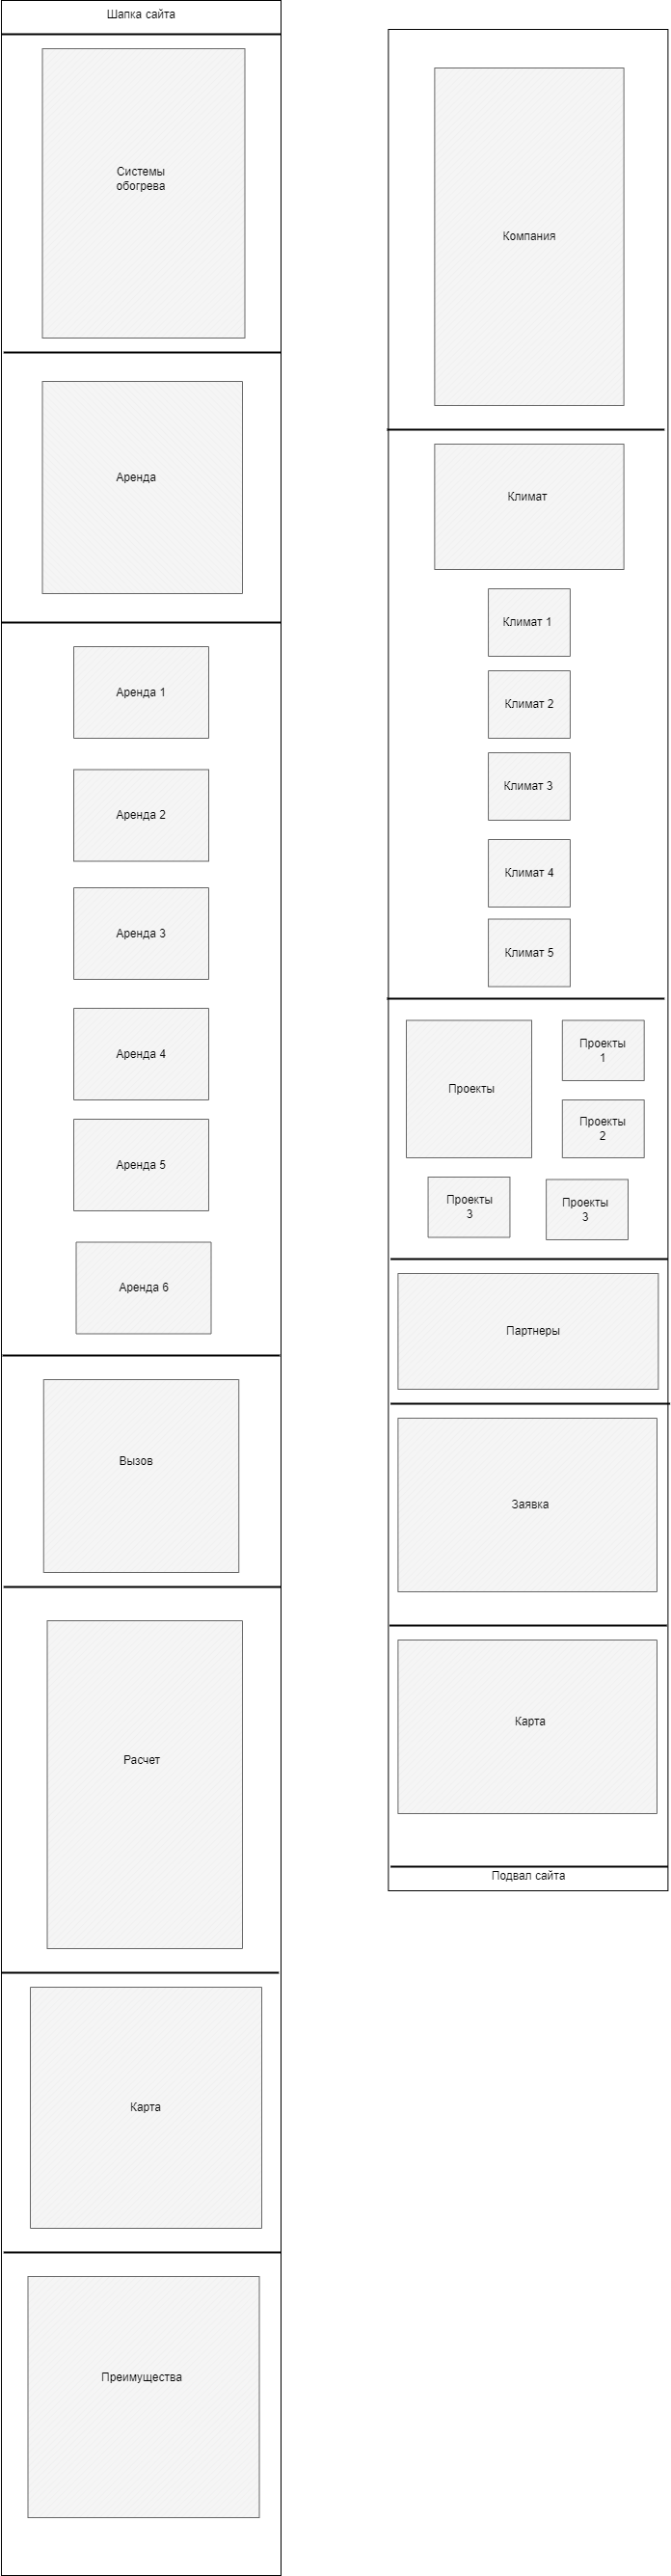 Шапка сайта
Системы
обогрева
Аренда
Аренда 1
Аренда 2
Аренда 3
Аренда 4
Аренда 5
Аренда 6
Вызов
Расчет
Карта
Преимущества
Компания
Климат
Климат 1
Климат 2
Климат 3
Климат 4
Климат 5
Проекты
Проекты
1
Проекты
2
Проекты
3
Проекты
3
Партнеры
Заявка
Карта
Подвал сайта